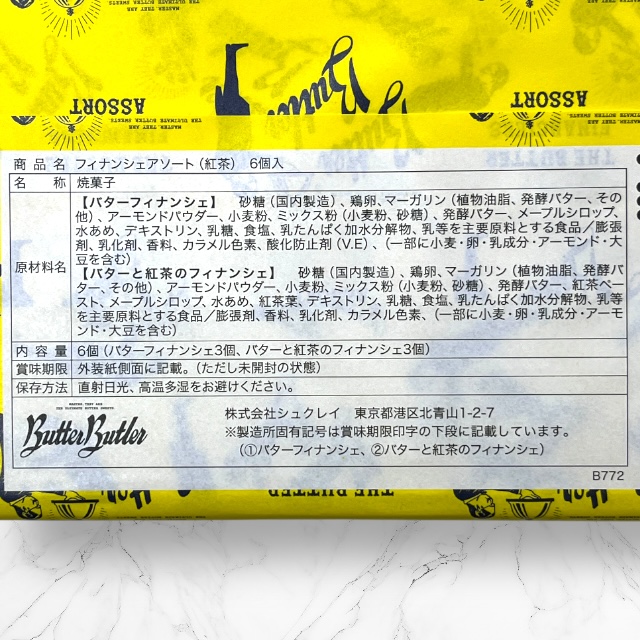 THE ULTIMATE BUTTER SWEETS
ASSORT
ASSORT
THE BUTTER
商品名 フィナンシェアソート（紅茶） 6個入
名称 焼菓子
原材料名
【バターフィナンシェ】 砂糖（国内製造）、鶏卵、マーガリン（植物油脂、発酵バター、その
他）、アーモンドパウダー、小麦粉、ミックス粉（小麦粉、砂糖）、発酵バター、メープルシロップ、
水あめ、デキストリン、乳糖、食塩、乳たんぱく加水分解物、乳等を主要原料とする食品／膨張
剤、乳化剤、香料、カラメル色素、酸化防止剤（V.E）、（一部に小麦・卵・乳成分・アーモンド・大
豆を含む）
【バターと紅茶のフィナンシェ】 砂糖（国内製造）、鶏卵、マーガリン（植物油脂、発酵バ
ター、その他）、アーモンドパウダー、小麦粉、ミックス粉（小麦粉、砂糖）、発酵バター、紅茶ペー
スト、メープルシロップ、水あめ、紅茶葉、デキストリン、乳糖、食塩、乳たんぱく加水分解物、乳等
を主要原料とする食品／膨張剤、香料、乳化剤、カラメル色素、（一部に小麦・卵・乳成分・アーモ
ンド・大豆を含む）
内容量 6個（バターフィナンシェ3個、バターと紅茶のフィナンシェ3個）
賞味期限 外装紙側面に記載。（ただし未開封の状態）
保存方法 直射日光、高温多湿をお避けください。
Butter Butler
株式会社シュクレイ 東京都港区北青山1-2-7
※製造所固有記号は賞味期限印字の下段に記載しています。
（①バターフィナンシェ、②バターと紅茶のフィナンシェ）
B772
THE BUTTER